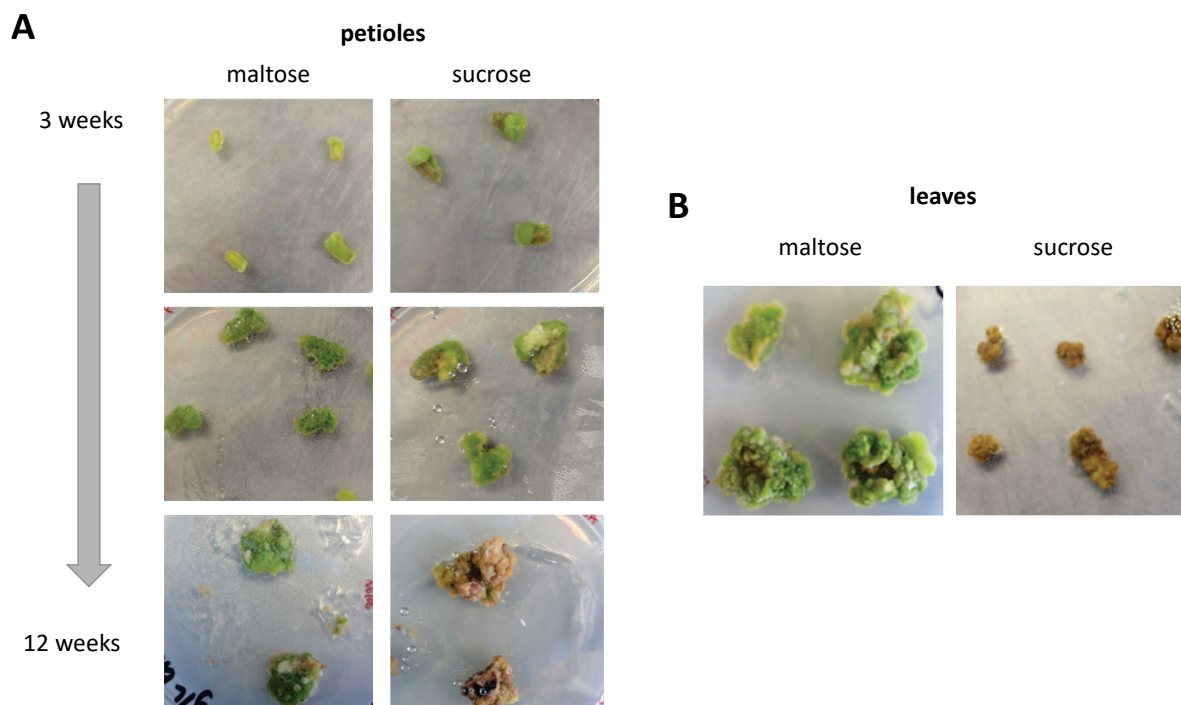 A
petioles
maltose
sucrose
3 weeks
12 weeks
B
leaves
maltose
sucrose